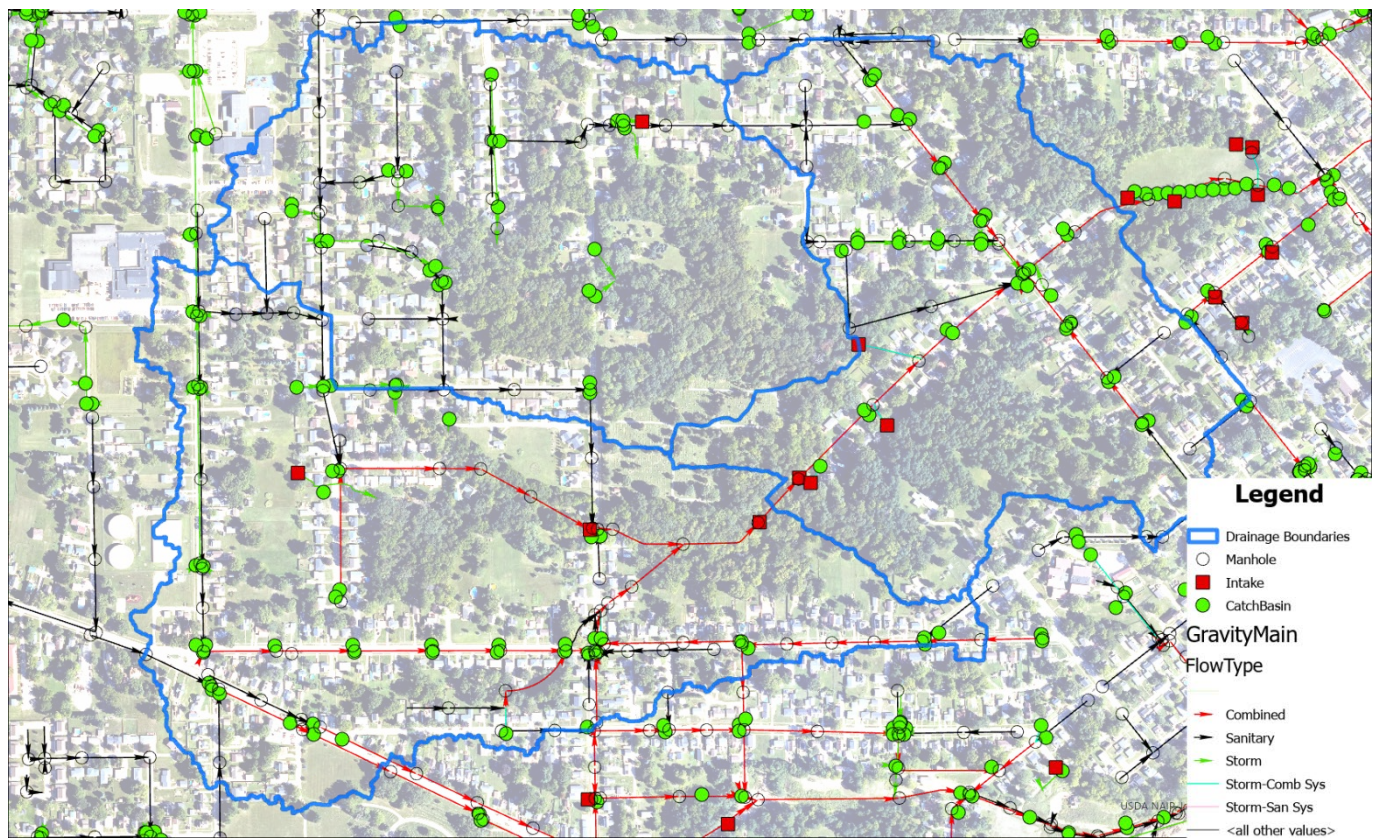 Legend
Drainage Boundaries
Manhole
Intake
CatchBasin
GravityMain
FlowType
Combined
Sanitary
Storm
Storm-Comb Sys
Storm-San Sys
<all other values>
USDA NAIP